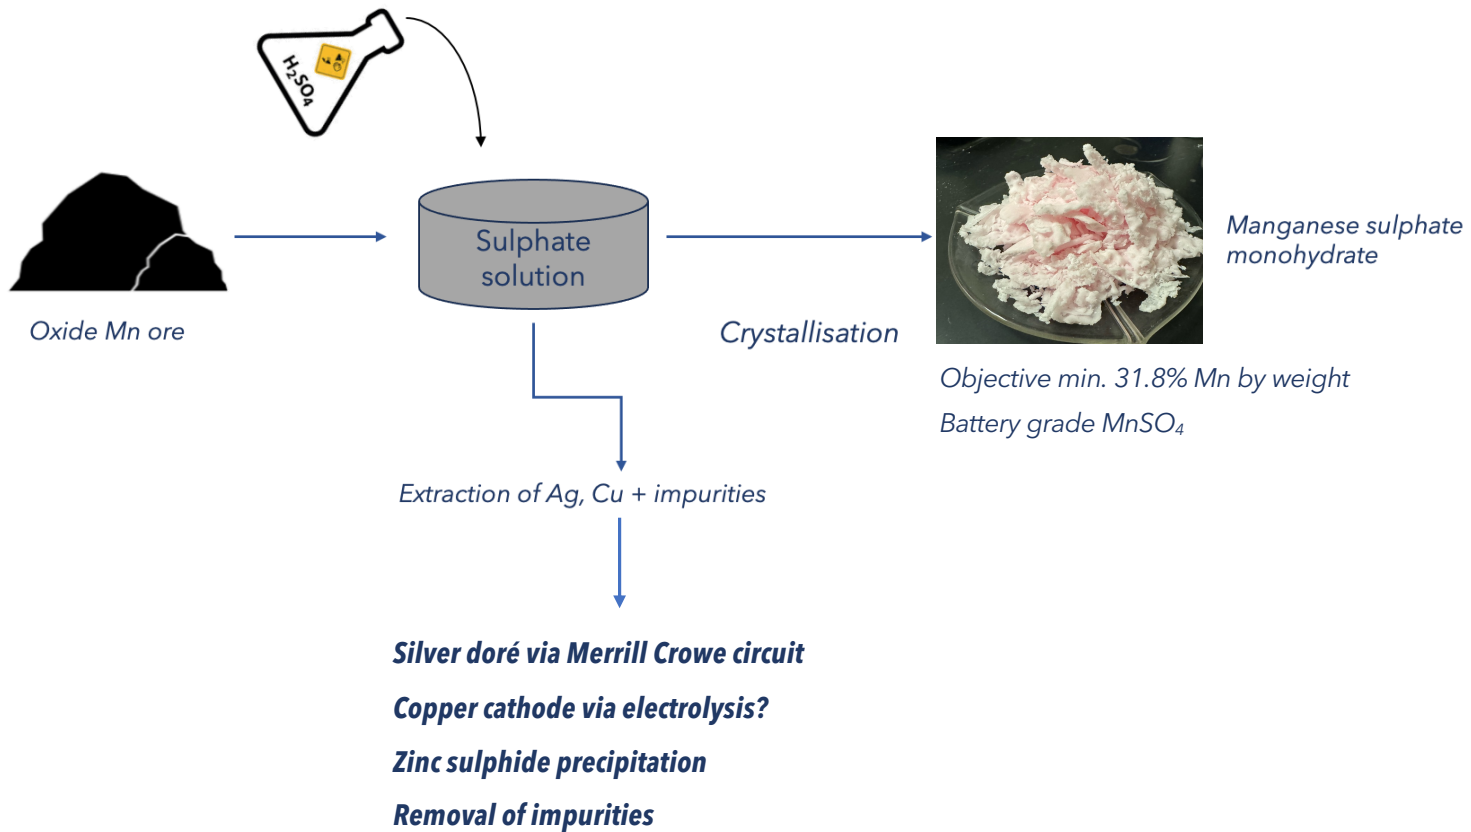 H₂SO₄
Oxide Mn ore
Sulphate
solution
Crystallisation
Manganese sulphate
monohydrate
Objective min. 31.8% Mn by weight
Battery grade MnSO₄
Extraction of Ag, Cu + impurities
Silver doré via Merrill Crowe circuit
Copper cathode via electrolysis?
Zinc sulphide precipitation
Removal of impurities